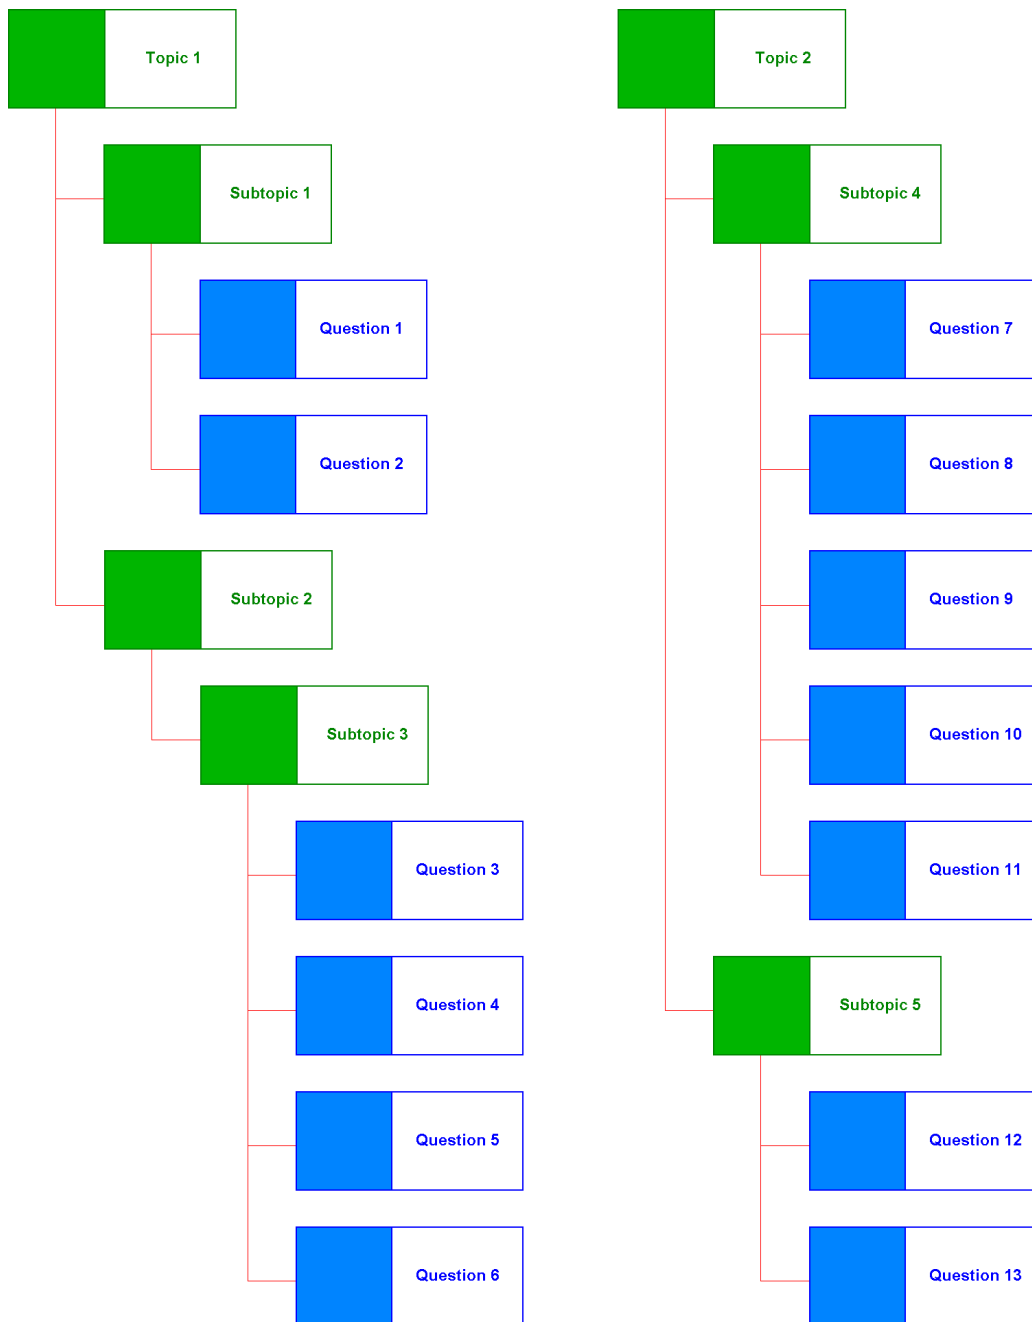 Topic 1
Subtopic 1
Question 1
Question 2
Subtopic 2
Subtopic 3
Question 3
Question 4
Question 5
Question 6
Topic 2
Subtopic 4
Question 7
Question 8
Question 9
Question 10
Question 11
Subtopic 5
Question 12
Question 13